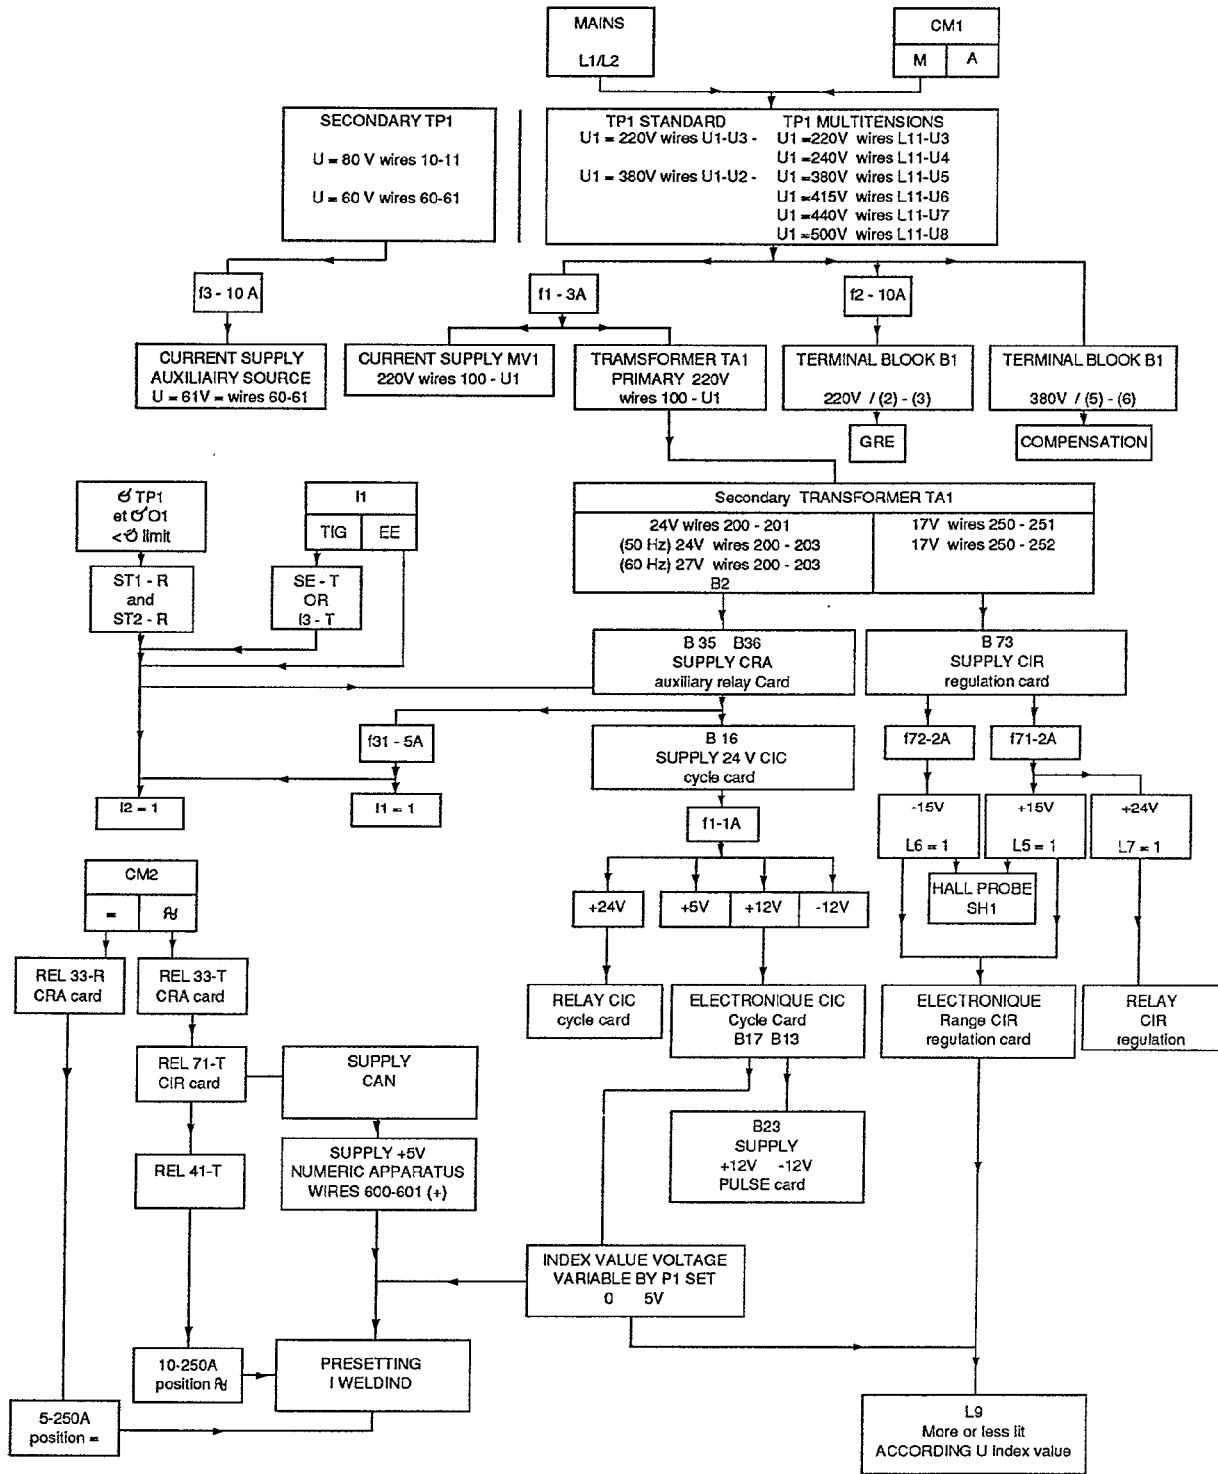 MAINS
L1/L2
CM1
M A
SECONDARY TP1
U = 80 V wires 10-11
U = 60 V wires 60-61
TP1 STANDARD TP1 MULTITENSIONS
U1 = 220V wires U1-U3 - U1 =220V wires L11-U3
U1 =240V wires L11-U4
U1 = 380V wires U1-U2 - U1 =380V wires L11-U5
U1 =415V wires L11-U6
U1 =440V wires L11-U7
U1 =500V wires L11-U8
f3 - 10 A
f1 - 3A
f2 - 10A
CURRENT SUPPLY
AUXILIAIRY SOURCE
U = 61V = wires 60-61
CURRENT SUPPLY MV1
220V wires 100 - U1
TRAMSFORMER TA1
PRIMARY 220V
wires 100 - U1
TERMINAL BLOOK B1
220V / (2) - (3)
TERMINAL BLOOK B1
380V / (5) - (6)
GRE
COMPENSATION
TP1
et O1
< limit
I1
TIG EE
Secondary TRANSFORMER TA1
24V wires 200 - 201
(50 Hz) 24V wires 200 - 203
(60 Hz) 27V wires 200 - 203
B2
17V wires 250 - 251
17V wires 250 - 252
ST1 - R
and
ST2 - R
SE - T
OR
I3 - T
B 35 B36
SUPPLY CRA
auxiliary relay Card
B 73
SUPPLY CIR
regulation card
f31 - 5A
B 16
SUPPLY 24 V CIC
cycle card
f72-2A
f71-2A
I2 = 1
I1 = 1
f1-1A
-15V
L6 = 1
+15V
L5 = 1
+24V
L7 = 1
HALL PROBE
SH1
CM2
=
+24V
+5V +12V -12V
REL 33-R
CRA card
REL 33-T
CRA card
RELAY CIC
cycle card
ELECTRONIQUE CIC
Cycle Card
B17 B13
ELECTRONIQUE
Range CIR
regulation card
RELAY
CIR
regulation
REL 71-T
CIR card
SUPPLY
CAN
B23
SUPPLY
+12V -12V
PULSE card
REL 41-T
SUPPLY +5V
NUMERIC APPARATUS
WIRES 600-601 (+)
INDEX VALUE VOLTAGE
VARIABLE BY P1 SET
0 5V
10-250A
position
PRESETTING
I WELDIND
5-250A
position =
L9
More or less lit
ACCORDING U index value